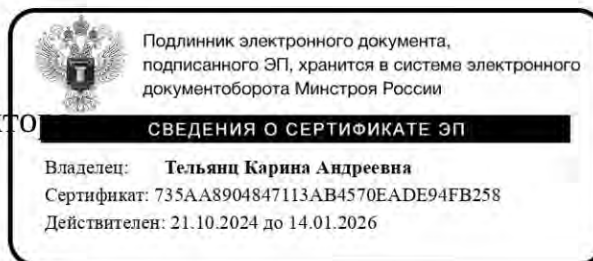 Подлинник электронного документа,
подписанного ЭП, хранится в системе электронного
документооборота Минстроя России
СВЕДЕНИЯ О СЕРТИФИКАТЕ ЭП
Владелец: Тельянц Карина Андреевна
Сертификат: 735AA8904847113AB4570EADE94FB258
Действителен: 21.10.2024 до 14.01.2026